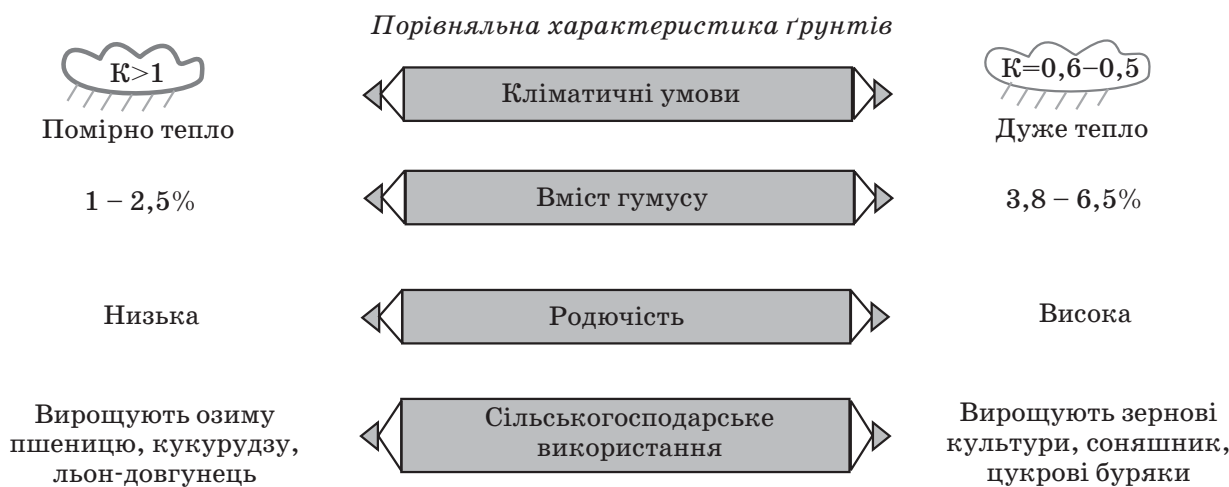 Порівняльна характеристика ґрунтів
К>1
Помірно тепло
Кліматичні умови
К=0,6–0,5
Дуже тепло
1 – 2,5%
Вміст гумусу
3,8 – 6,5%
Низька
Родючість
Висока
Вирощують озиму
пшеницю, кукурудзу,
льон-довгунець
Сільськогосподарське
використання
Вирощують зернові
культури, соняшник,
цукрові буряки